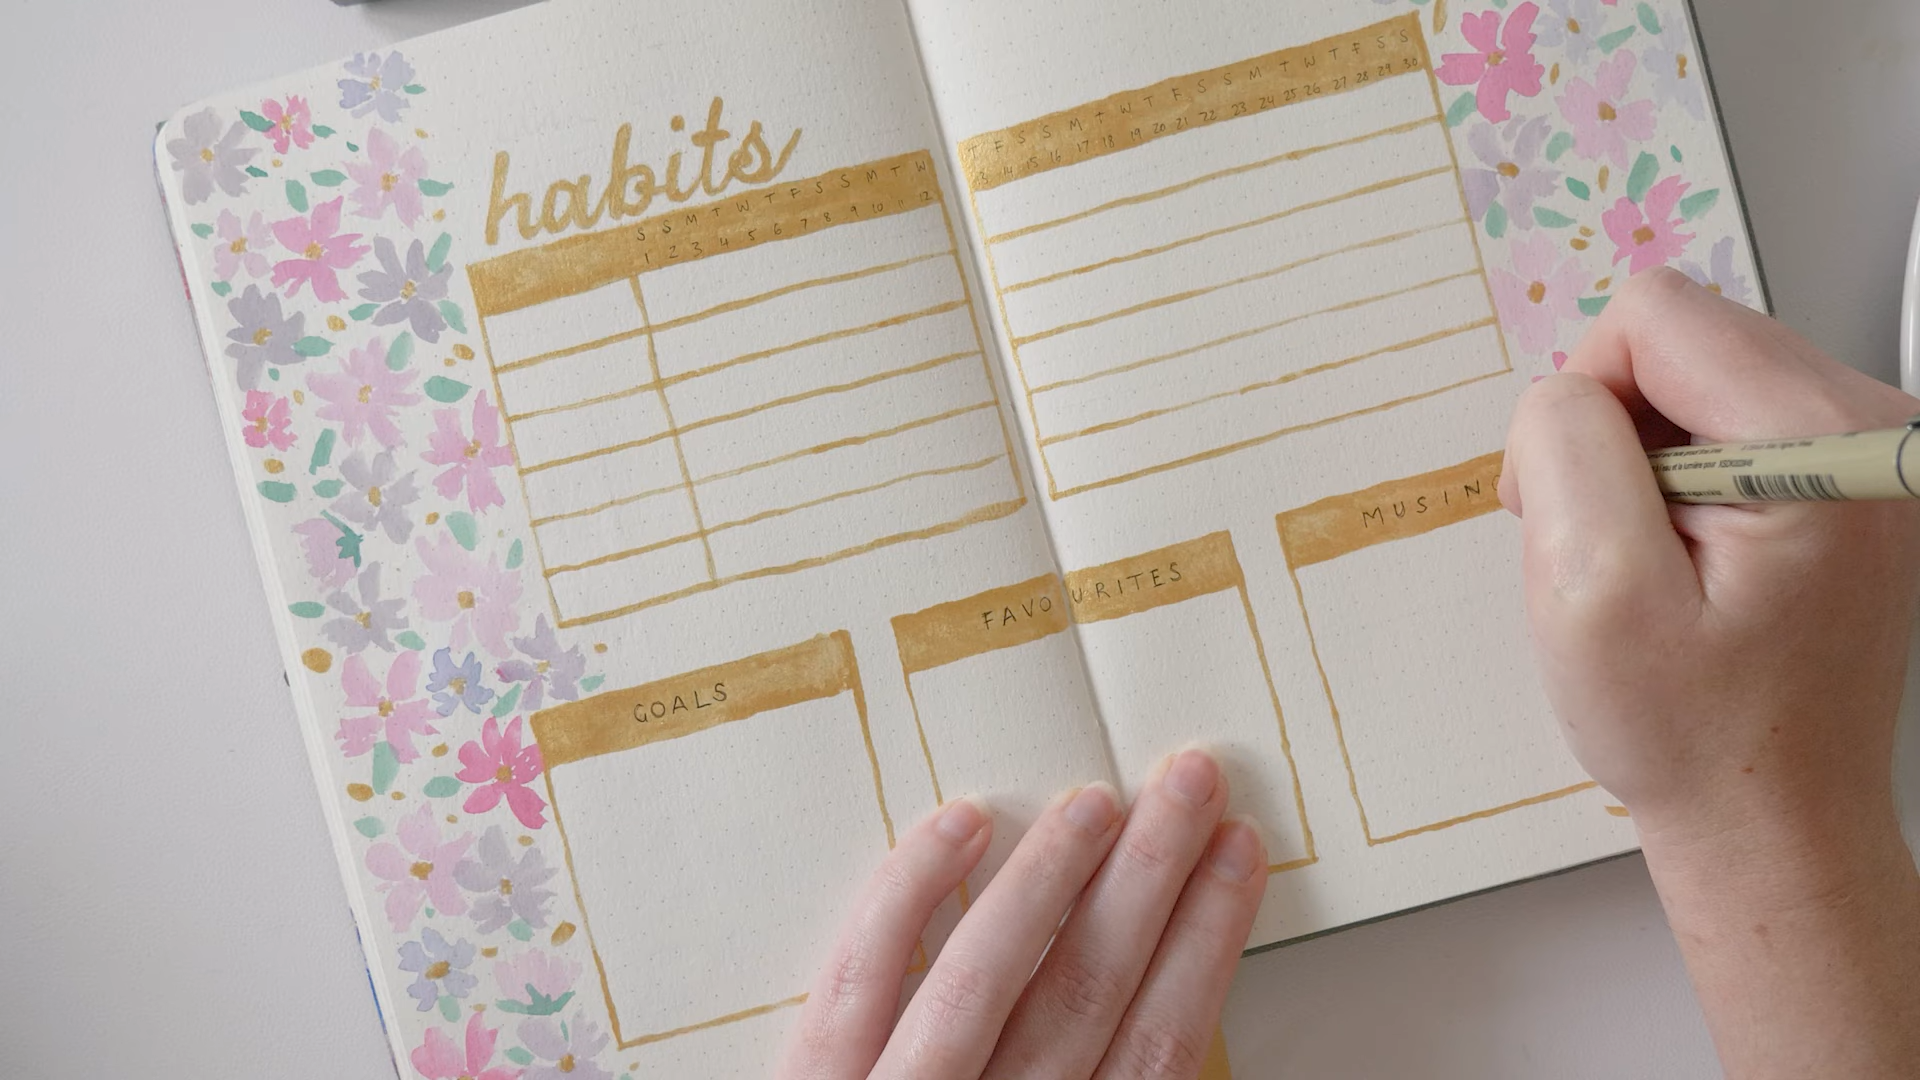 habits
S S M T W T F S S M T W
1 2 3 4 5 6 7 8 9 10 11 12
T F S S M T W T F S S M T W T F S S
13 14 15 16 17 18 19 20 21 22 23 24 25 26 27 28 29 30
GOALS
FAVOURITES
MUSING